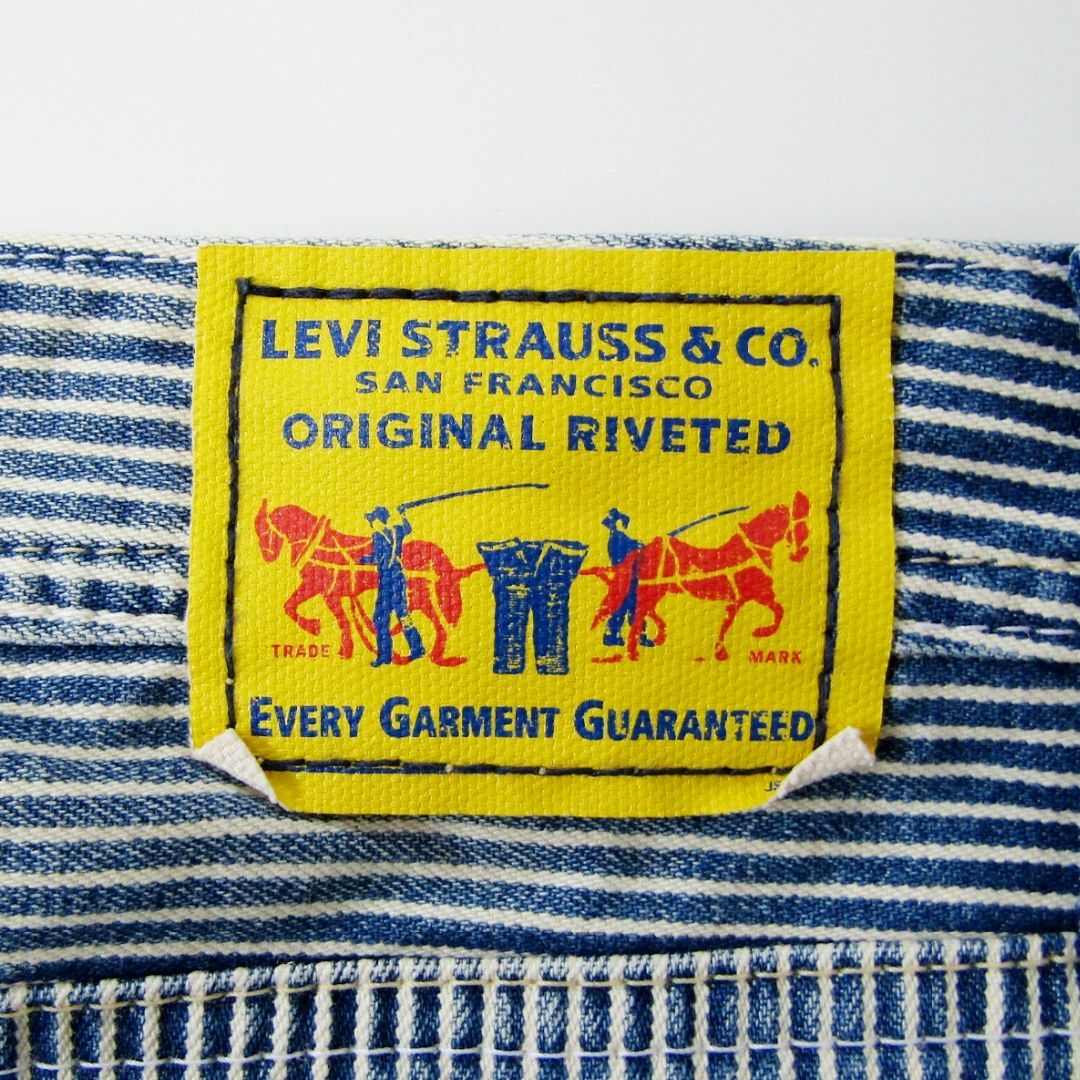 LEVI STRAUSS & CO.
SAN FRANCISCO
ORIGINAL RIVETED
TRADE MARK
EVERY GARMENT GUARANTEED